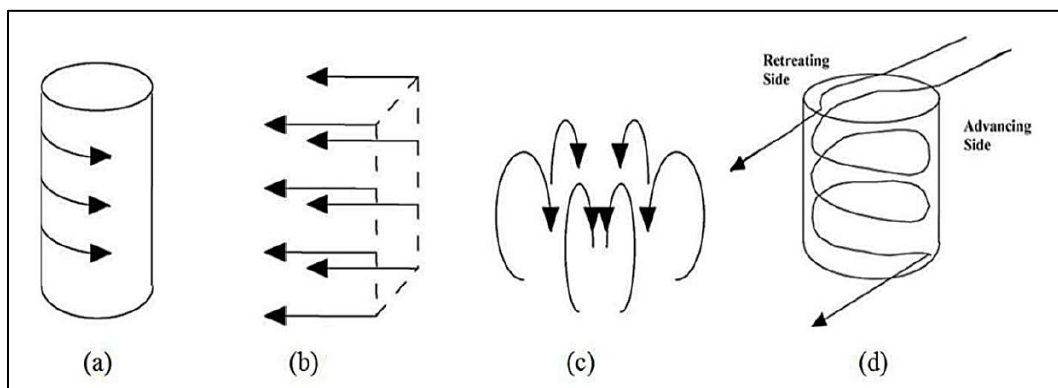 Retreating
Side
Advancing
Side
(a)
(b)
(c)
(d)